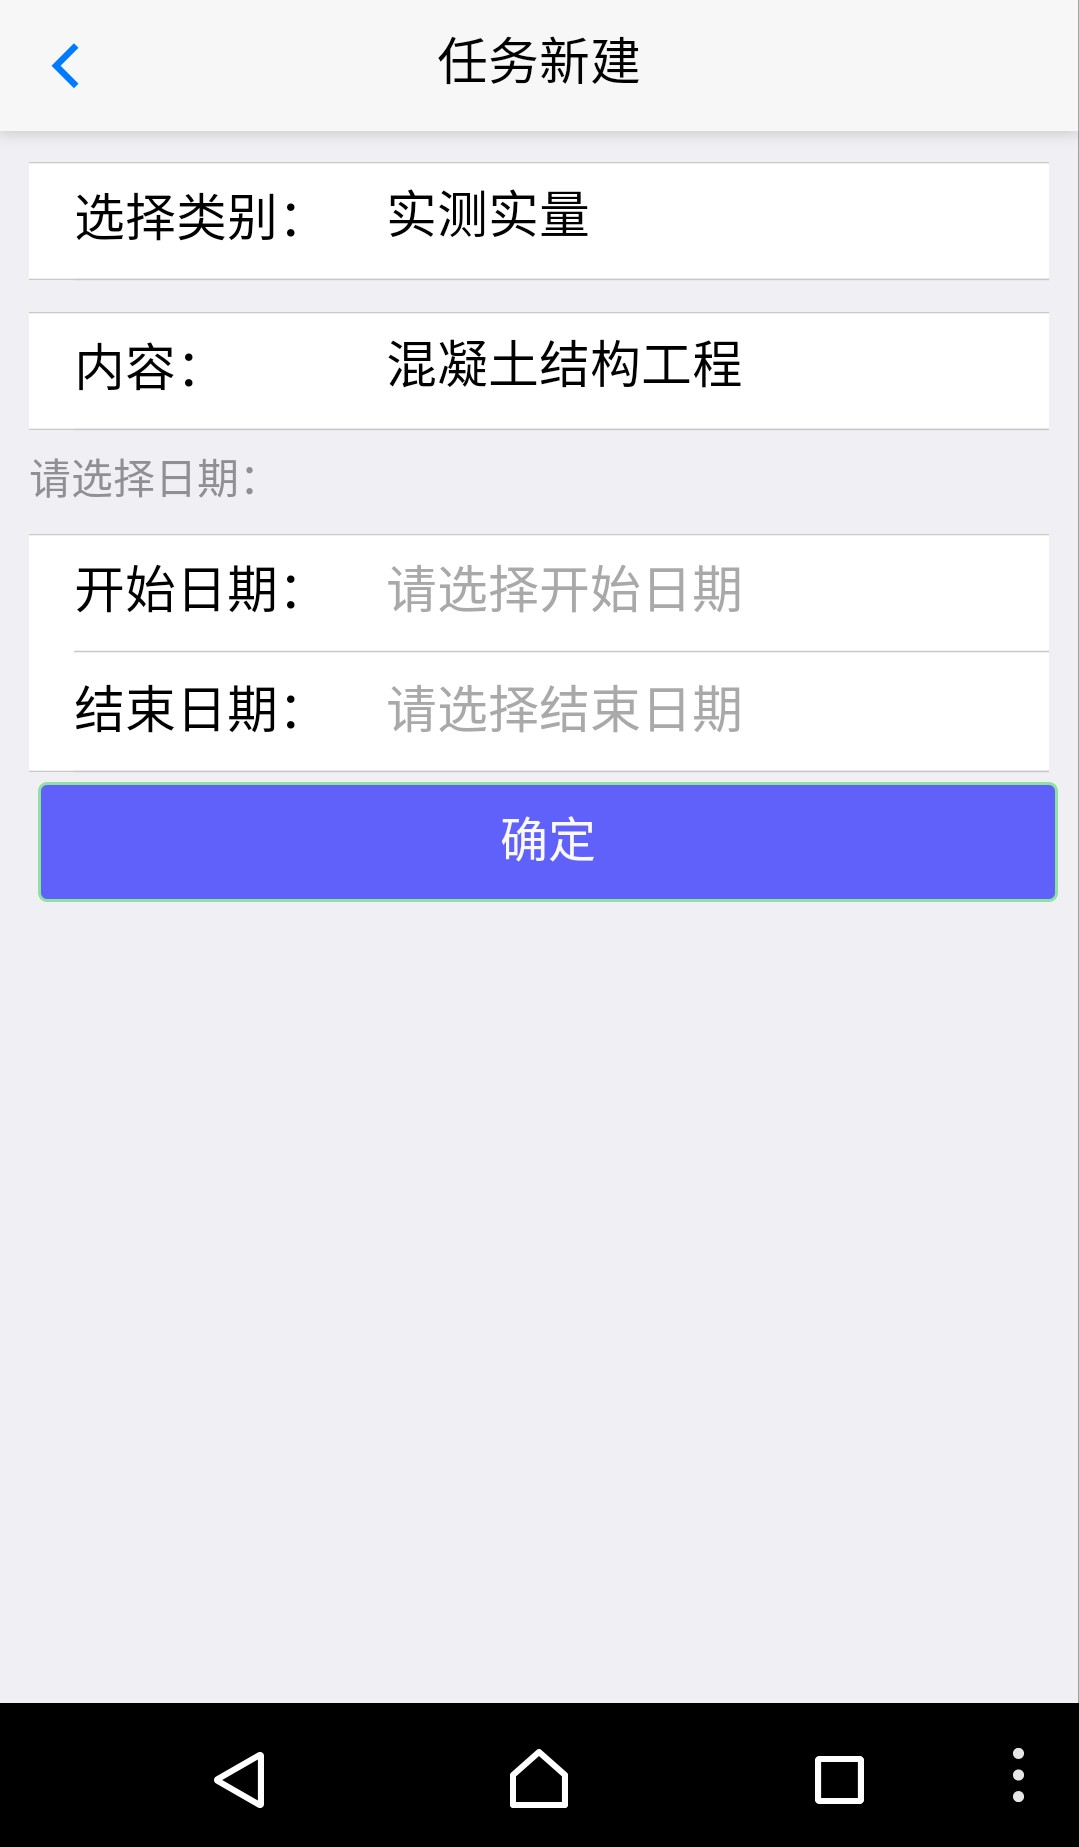 任务新建
选择类别： 实测实量
内容： 混凝土结构工程
请选择日期：
开始日期： 请选择开始日期
结束日期： 请选择结束日期
确定